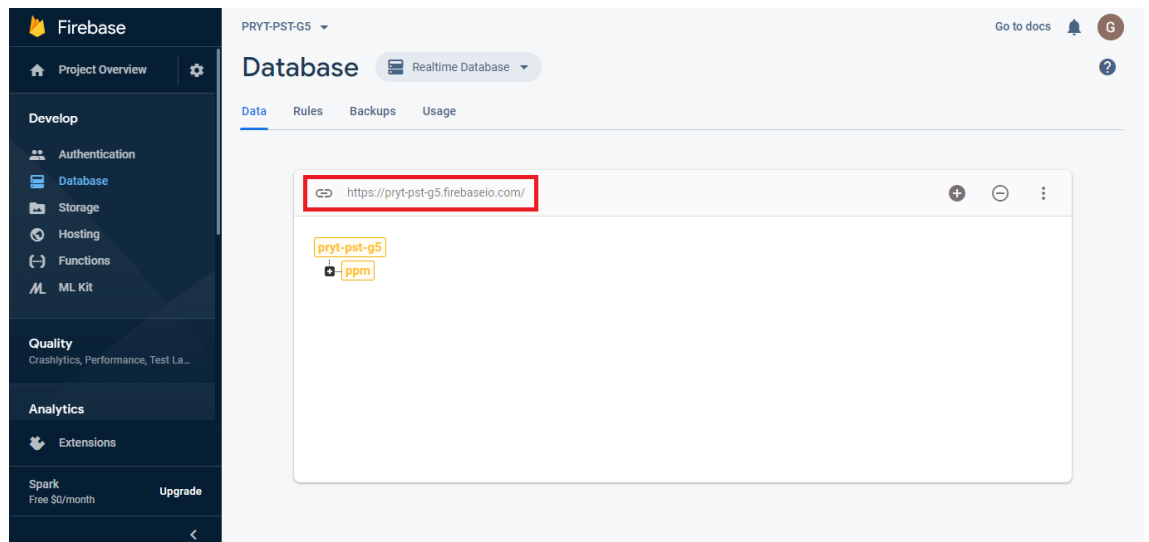 Firebase
Project Overview
Develop
Authentication
Database
Storage
Hosting
Functions
ML Kit
Quality
Crashlytics, Performance, Test La...
Analytics
Extensions
Spark
Free $0/month
Upgrade
PRYT-PST-G5
Go to docs
G
Database
Realtime Database
?
Data Rules Backups Usage
https://pryt-pst-g5.firebaseio.com/
pryt-pst-g5
ppm